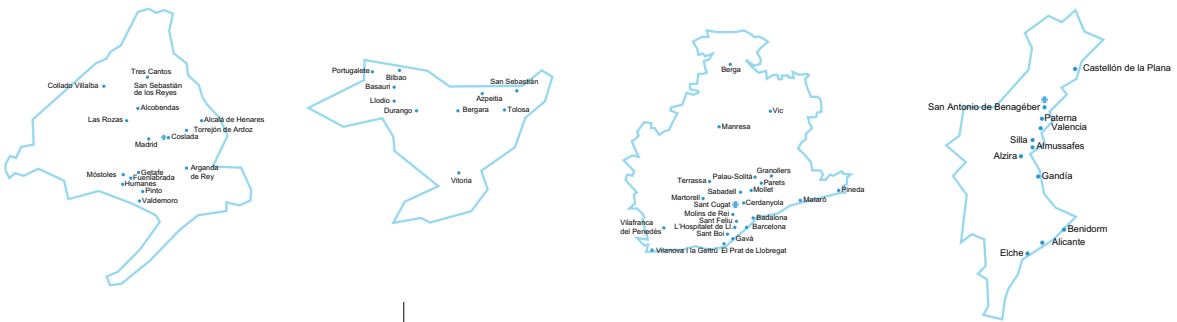 Tres Cantos
Collado Villalba
San Sebastián
de los Reyes
Alcobendas
Las Rozas
Alcalá de Henares
Torrejón de Ardoz
Coslada
Madrid
Arganda
de Rey
Móstoles
Getafe
Fuenlabrada
Humanes
Pinto
Valdemoro
Portugalete
Bilbao
Basauri
San Sebastián
Azpeitia
Llodio
Durango
Bergara
Tolosa
Vitoria
Berga
Vic
Manresa
Granollers
Palau-Solità
Terrassa
Parets
Sabadell
Mollet
Pineda
Martorell
Sant Cugat
Cerdanyola
Mataró
Molins de Rei
Badalona
Sant Feliu
Vilafranca
del Penedès
L'Hospitalet de Ll.
Barcelona
Sant Boi
Gavà
Vilanova i la Geltrú
El Prat de Llobregat
Castellón de la Plana
San Antonio de Benagéber
Paterna
Valencia
Silla
Almussafes
Alzira
Gandía
Benidorm
Alicante
Elche